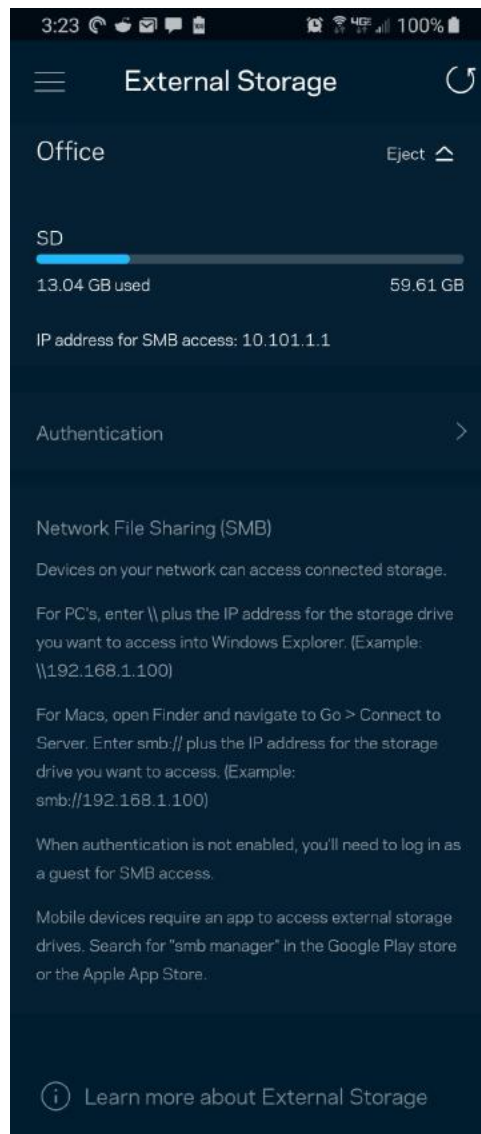 3:23 100%
External Storage
Office Eject
SD
13.04 GB used 59.61 GB
IP address for SMB access: 10.101.1.1
Authentication
Network File Sharing (SMB)
Devices on your network can access connected storage.
For PC's, enter \\ plus the IP address for the storage drive
you want to access into Windows Explorer. (Example:
\\192.168.1.100)
For Macs, open Finder and navigate to Go > Connect to
Server. Enter smb:// plus the IP address for the storage
drive you want to access. (Example:
smb://192.168.1.100)
When authentication is not enabled, you'll need to log in as
a guest for SMB access.
Mobile devices require an app to access external storage
drives. Search for "smb manager" in the Google Play store
or the Apple App Store.
Learn more about External Storage